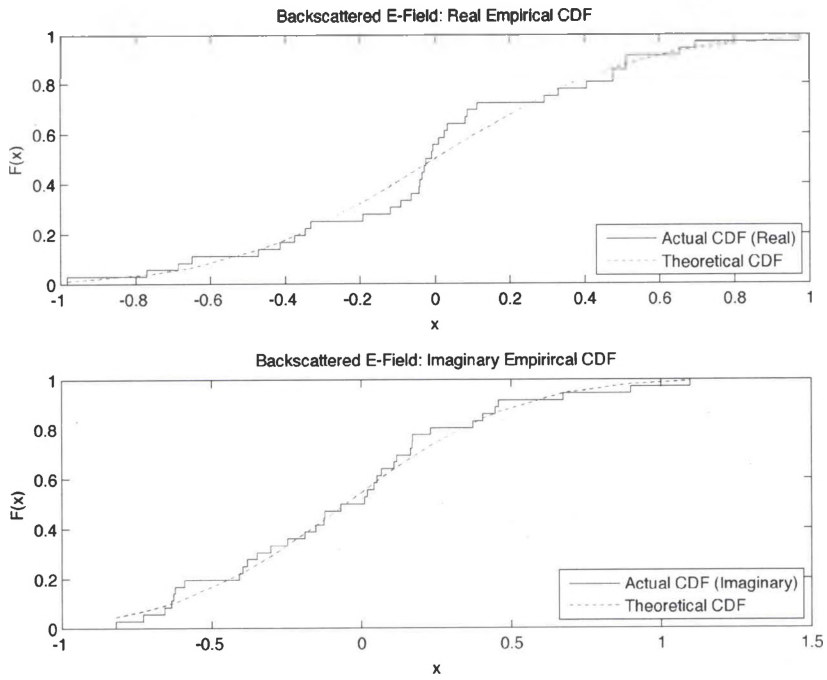 Backscattered E-Field: Real Empirical CDF
1
0.8
0.6
0.4
0.2
0
F(x)
-1 -0.8 -0.6 -0.4 -0.2 0 0.2 0.4 0.6 0.8 1
x
Actual CDF (Real)
Theoretical CDF
Backscattered E-Field: Imaginary Empirircal CDF
1
0.8
0.6
0.4
0.2
0
F(x)
-1 -0.5 0 0.5 1 1.5
x
Actual CDF (Imaginary)
Theoretical CDF